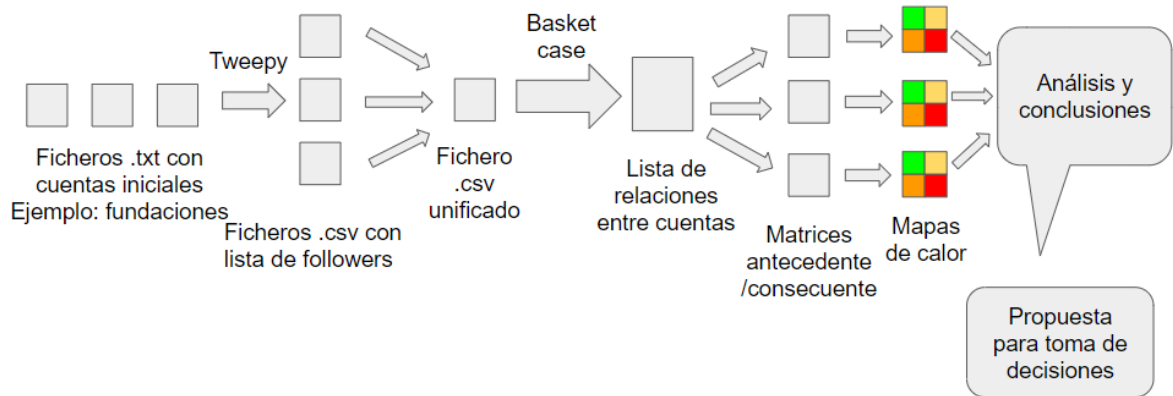 Tweepy
Basket
case
Ficheros .txt con
cuentas iniciales
Ejemplo: fundaciones
Ficheros .csv con
lista de followers
Fichero
.csv
unificado
Lista de
relaciones
entre cuentas
Matrices
antecedente
/consecuente
Mapas
de calor
Análisis y
conclusiones
Propuesta
para toma de
decisiones